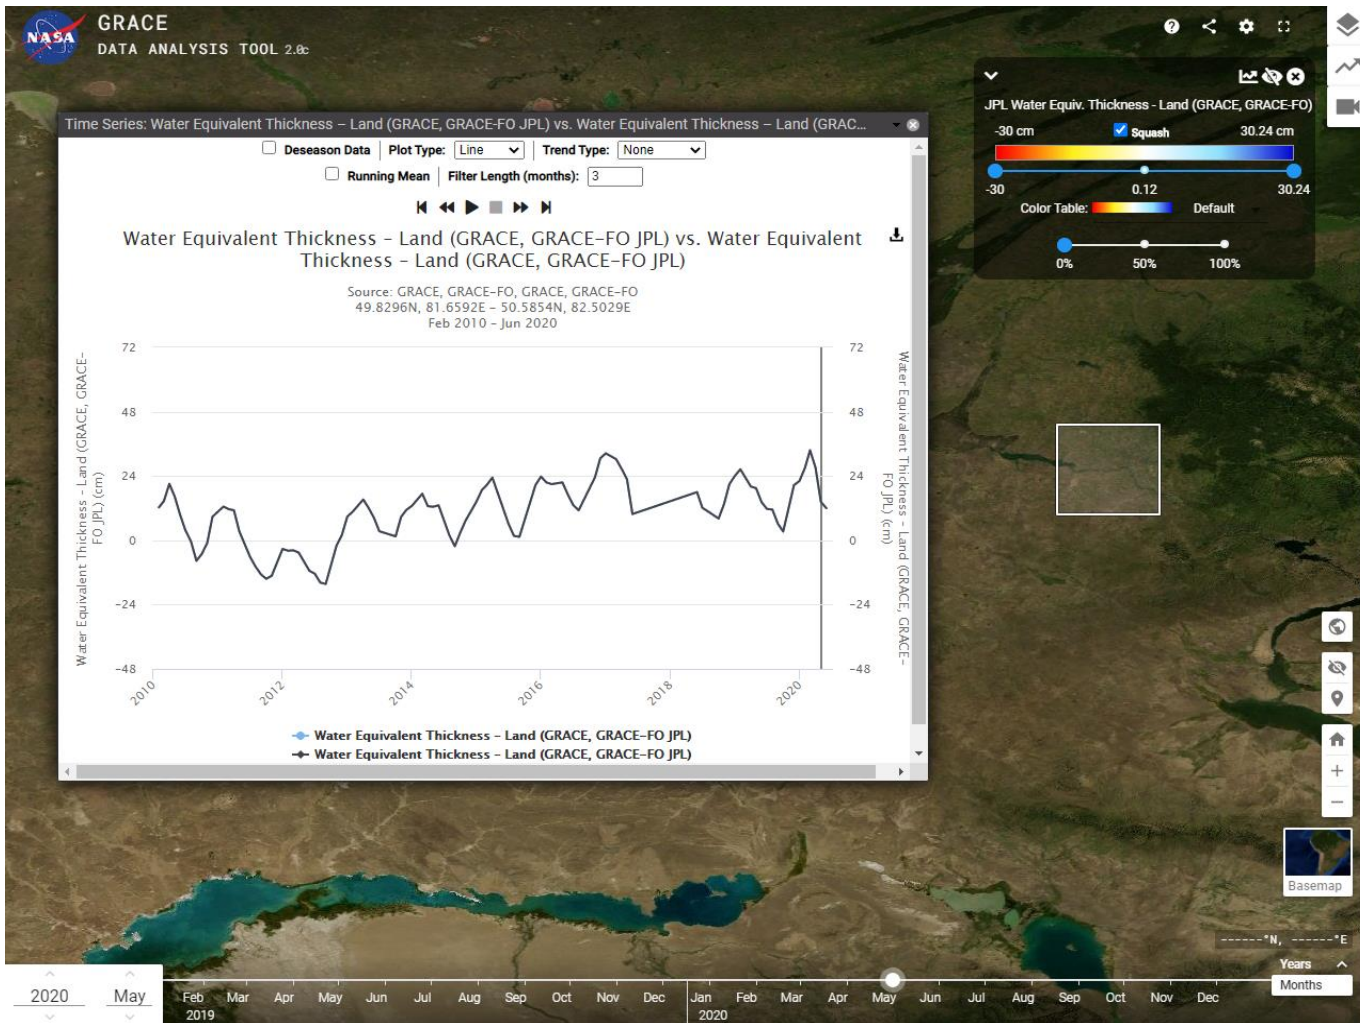 NASA
GRACE
DATA ANALYSIS TOOL 2.0c
JPL Water Equiv. Thickness - Land (GRACE, GRACE-FO)
-30 cm Squash 30.24 cm
-30 0.12 30.24
Color Table: Default
0% 50% 100%
Time Series: Water Equivalent Thickness – Land (GRACE, GRACE-FO JPL) vs. Water Equivalent Thickness – Land (GRAC...
Deseason Data Plot Type: Line Trend Type: None
Running Mean Filter Length (months): 3
Water Equivalent Thickness – Land (GRACE, GRACE-FO JPL) vs. Water Equivalent
Thickness – Land (GRACE, GRACE-FO JPL)
Source: GRACE, GRACE-FO, GRACE, GRACE-FO
49.8296N, 81.6592E – 50.5854N, 82.5029E
Feb 2010 – Jun 2020
Water Equivalent Thickness – Land (GRACE, GRACE-
FO JPL) (cm)
72
48
24
0
-24
-48
72
48
24
0
-24
-48
Water Equivalent Thickness – Land (GRACE, GRACE-
FO JPL) (cm)
2010 2012 2014 2016 2018 2020
Water Equivalent Thickness – Land (GRACE, GRACE-FO JPL)
Water Equivalent Thickness – Land (GRACE, GRACE-FO JPL)
Basemap
------°N, ------°E
Years
Months
2020 May
Feb Mar Apr May Jun Jul Aug Sep Oct Nov Dec Jan Feb Mar Apr May Jun Jul Aug Sep Oct Nov Dec
2019 2020